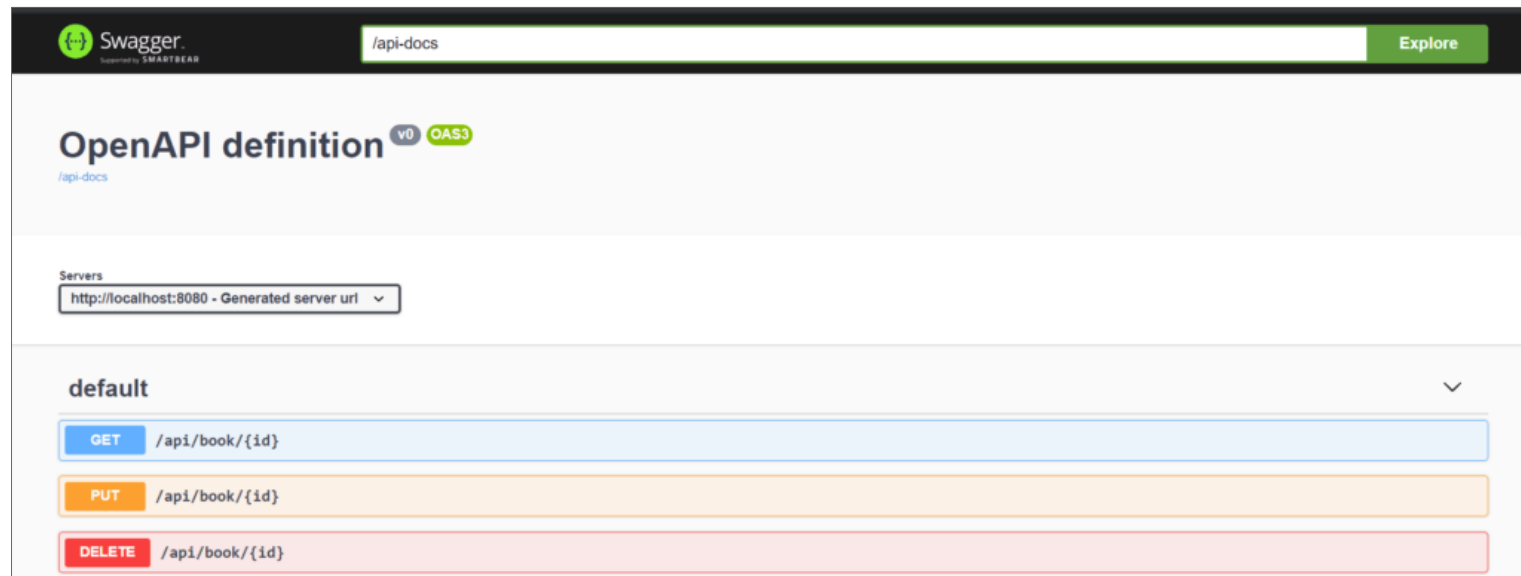 Swagger.
Supported by SMARTBEAR
/api-docs
Explore
OpenAPI definition v0 OAS3
/api-docs
Servers
http://localhost:8080 - Generated server url
default
GET /api/book/{id}
PUT /api/book/{id}
DELETE /api/book/{id}